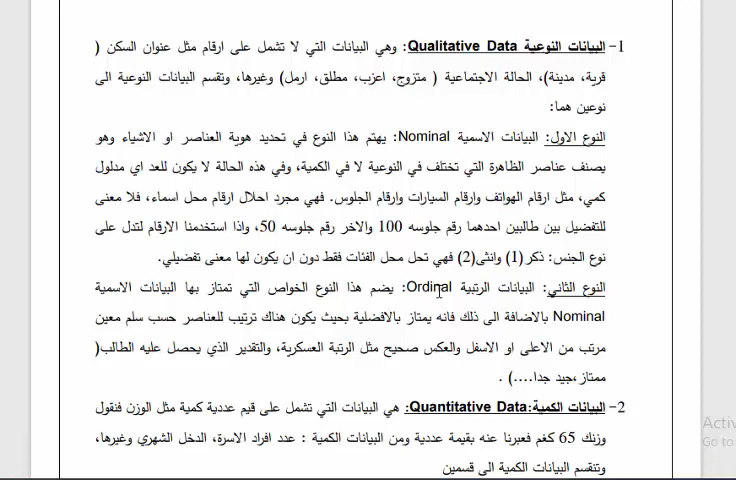 1- البيانات النوعية Qualitative Data: وهي البيانات التي لا تشمل على ارقام مثل عنوان السكن (
قرية، مدينة)، الحالة الاجتماعية ( متزوج، اعزب، مطلق، ارمل) وغيرها، وتقسم البيانات النوعية الى
نوعين هما:
النوع الاول: البيانات الاسمية Nominal: يهتم هذا النوع في تحديد هوية العناصر او الاشياء وهو
يصنف عناصر الظاهرة التي تختلف في النوعية لا في الكمية، وفي هذه الحالة لا يكون للعد اي مدلول
كمي، مثل ارقام الهواتف وارقام السيارات وارقام الجلوس. فهي مجرد احلال ارقام محل اسماء، فلا معنى
للتفضيل بين طالبين احدهما رقم جلوسه 100 والاخر رقم جلوسه 50، واذا استخدمنا الارقام لتدل على
نوع الجنس: ذكر(1) وانثى(2) فهي تحل محل الفئات فقط دون ان يكون لها معنى تفضيلي.
النوع الثاني: البيانات الرتبية Ordinal: يضم هذا النوع الخواص التي تمتاز بها البيانات الاسمية
Nominal بالاضافة الى ذلك فانه يمتاز بالافضلية بحيث يكون هناك ترتيب للعناصر حسب سلم معين
مرتب من الاعلى او الاسفل والعكس صحيح مثل الرتبة العسكرية، والتقدير الذي يحصل عليه الطالب(
ممتاز،جيد جدا....) .
2- البيانات الكمية:Quantitative Data: هي البيانات التي تشمل على قيم عددية كمية مثل الوزن فنقول
وزنك 65 كغم فعبرنا عنه بقيمة عددية ومن البيانات الكمية : عدد افراد الاسرة، الدخل الشهري وغيرها،
وتنقسم البيانات الكمية الى قسمين
Activ
Go to